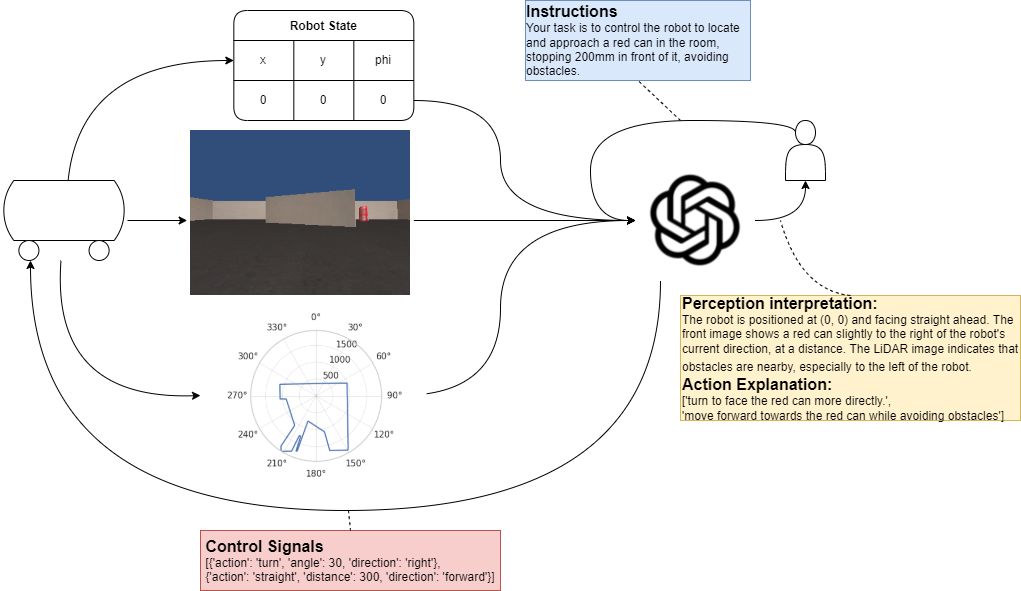 Robot State
x y phi
0 0 0
Instructions
Your task is to control the robot to locate
and approach a red can in the room,
stopping 200mm in front of it, avoiding
obstacles.
0°
330° 30°
1500
300° 1000 60°
500
270° 90°
240° 120°
210° 150°
180°
Perception interpretation:
The robot is positioned at (0, 0) and facing straight ahead. The
front image shows a red can slightly to the right of the robot's
current direction, at a distance. The LiDAR image indicates that
obstacles are nearby, especially to the left of the robot.
Action Explanation:
['turn to face the red can more directly.',
'move forward towards the red can while avoiding obstacles']
Control Signals
[{'action': 'turn', 'angle': 30, 'direction': 'right'},
{'action': 'straight', 'distance': 300, 'direction': 'forward'}]